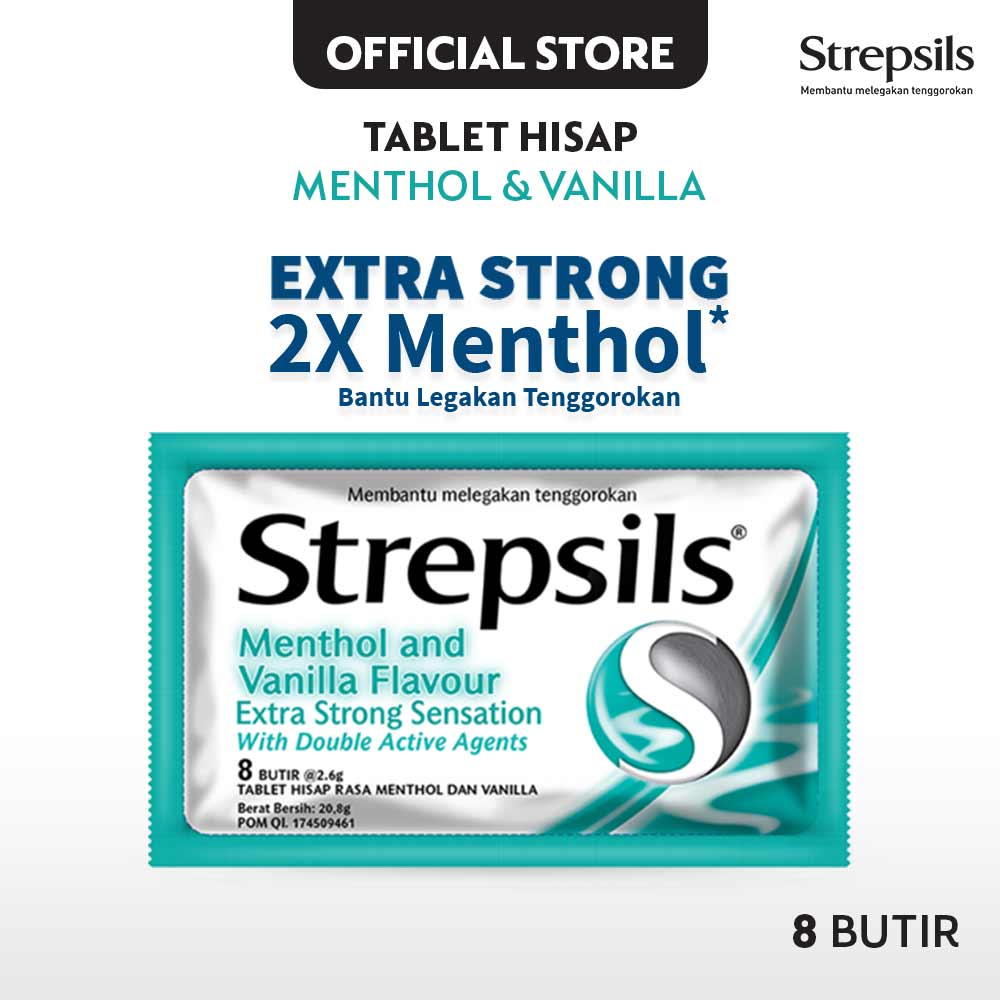 OFFICIAL STORE
Strepsils
Membantu melegakan tenggorokan
TABLET HISAP
MENTHOL & VANILLA
EXTRA STRONG
2X Menthol*
Bantu Legakan Tenggorokan
Membantu melegakan tenggorokan
Strepsils®
Menthol and
Vanilla Flavour
Extra Strong Sensation
With Double Active Agents
8 BUTIR @2.6g
TABLET HISAP RASA MENTHOL DAN VANILLA
Berat Bersih: 20,8g
POM QI. 174509461
8 BUTIR